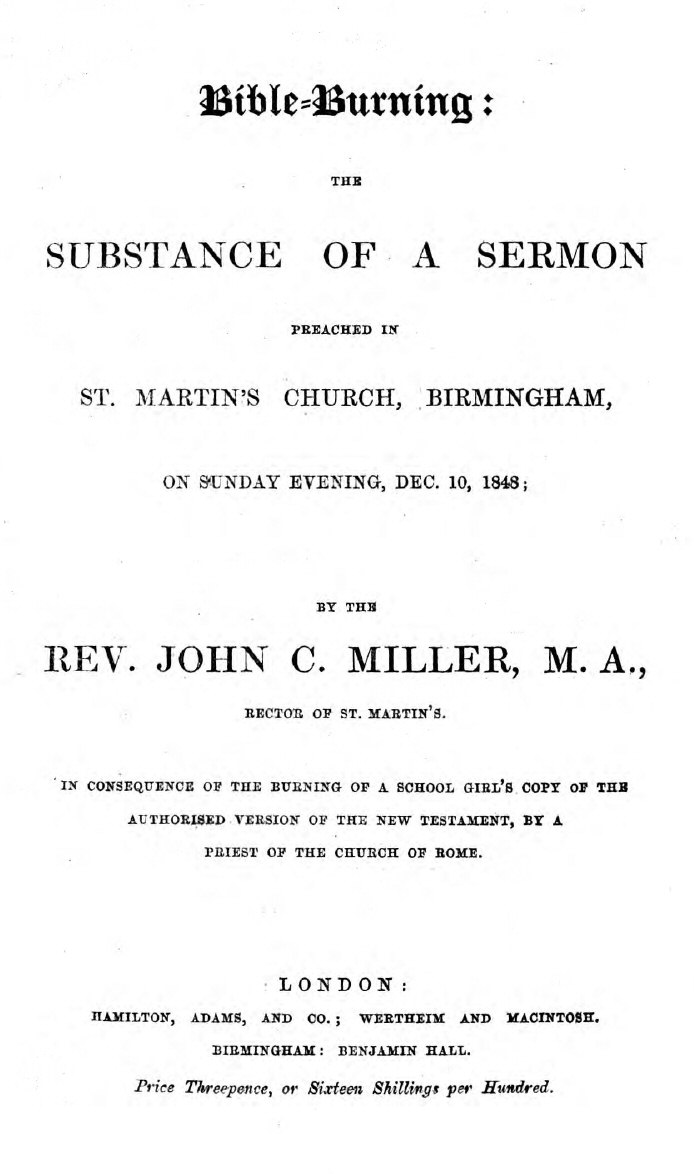 Bible-Burning:
THE
SUBSTANCE OF A SERMON
PREACHED IN
ST. MARTIN'S CHURCH, BIRMINGHAM,
ON SUNDAY EVENING, DEC. 10, 1848;
BY THE
REV. JOHN C. MILLER, M. A.,
RECTOR OF ST. MARTIN'S.
IN CONSEQUENCE OF THE BURNING OF A SCHOOL GIRL'S COPY OF THE
AUTHORISED VERSION OF THE NEW TESTAMENT, BY A
PRIEST OF THE CHURCH OF ROME.
LONDON:
HAMILTON, ADAMS, AND CO.; WERTHEIM AND MACINTOSH.
BIRMINGHAM: BENJAMIN HALL.
Price Threepence, or Sixteen Shillings per Hundred.